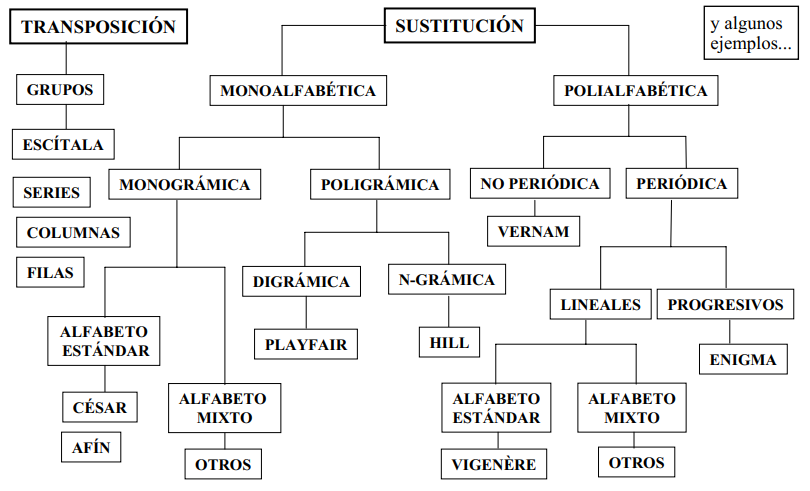 TRANSPOSICIÓN
SUSTITUCIÓN
y algunos
ejemplos...
GRUPOS
MONOALFABÉTICA
POLIALFABÉTICA
ESCÍTALA
SERIES
MONOGRÁMICA
POLIGRÁMICA
NO PERIÓDICA
PERIÓDICA
COLUMNAS
VERNAM
FILAS
DIGRÁMICA
N-GRÁMICA
LINEALES
PROGRESIVOS
ALFABETO
ESTÁNDAR
PLAYFAIR
HILL
ENIGMA
CÉSAR
ALFABETO
MIXTO
ALFABETO
ESTÁNDAR
ALFABETO
MIXTO
AFÍN
OTROS
VIGENÈRE
OTROS